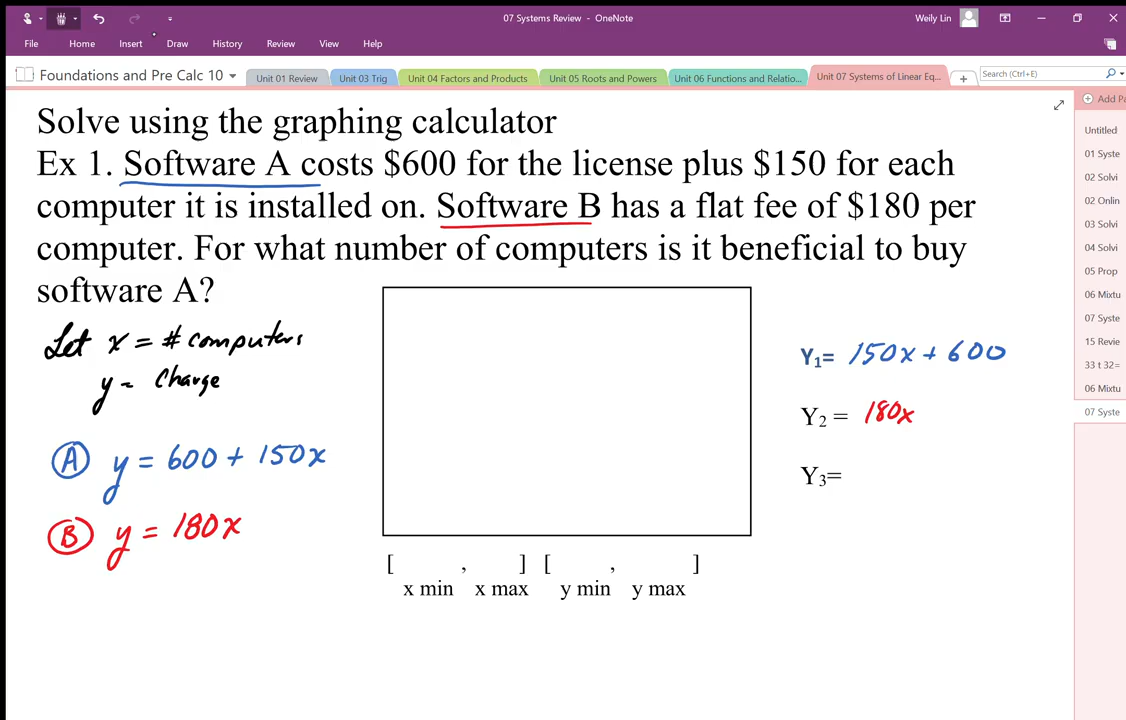 07 Systems Review - OneNote
Weily Lin
File Home Insert Draw History Review View Help
Foundations and Pre Calc 10
Unit 01 Review
Unit 03 Trig
Unit 04 Factors and Products
Unit 05 Roots and Powers
Unit 06 Functions and Relatio...
Unit 07 Systems of Linear Eq...
Search (Ctrl+E)
Add Pa
Untitled
01 Syste
02 Solvi
02 Onlin
03 Solvi
04 Solvi
05 Prop
06 Mixtu
07 Syste
15 Revie
33 t 32=
06 Mixtu
07 Syste
Solve using the graphing calculator
Ex 1. Software A costs $600 for the license plus $150 for each
computer it is installed on. Software B has a flat fee of $180 per
computer. For what number of computers is it beneficial to buy
software A?
Let x = # computers
y = Charge
A y = 600 + 150x
B y = 180x
Y₁= 150x + 600
Y₂ = 180x
Y₃=
[ , ] [ , ]
x min x max y min y max